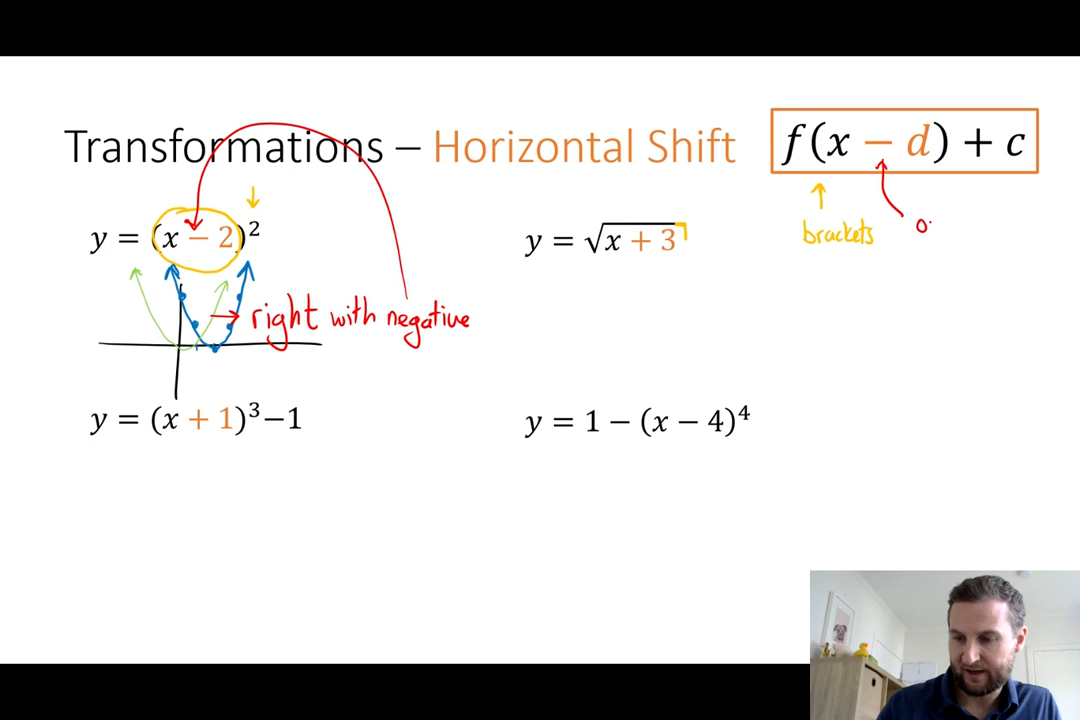 Transformations – Horizontal Shift
f(x − d) + c
y = (x − 2)²
y = √x + 3
brackets
right with negative
y = (x + 1)³−1
y = 1 − (x − 4)⁴